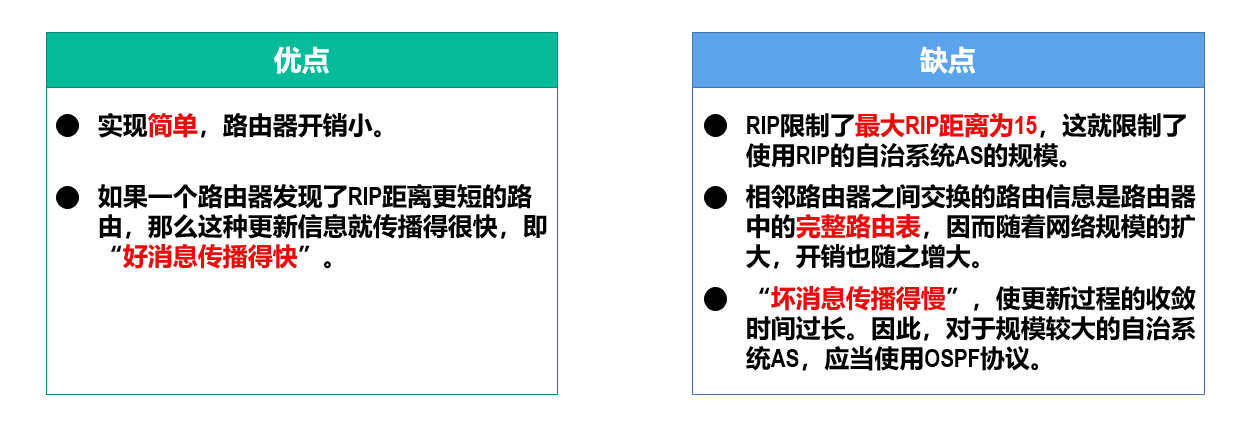 优点
● 实现简单，路由器开销小。
● 如果一个路由器发现了RIP距离更短的路
由，那么这种更新信息就传播得很快，即
“好消息传播得快”。
缺点
● RIP限制了最大RIP距离为15，这就限制了
使用RIP的自治系统AS的规模。
● 相邻路由器之间交换的路由信息是路由器
中的完整路由表，因而随着网络规模的扩
大，开销也随之增大。
● “坏消息传播得慢”，使更新过程的收敛
时间过长。因此，对于规模较大的自治系
统AS，应当使用OSPF协议。